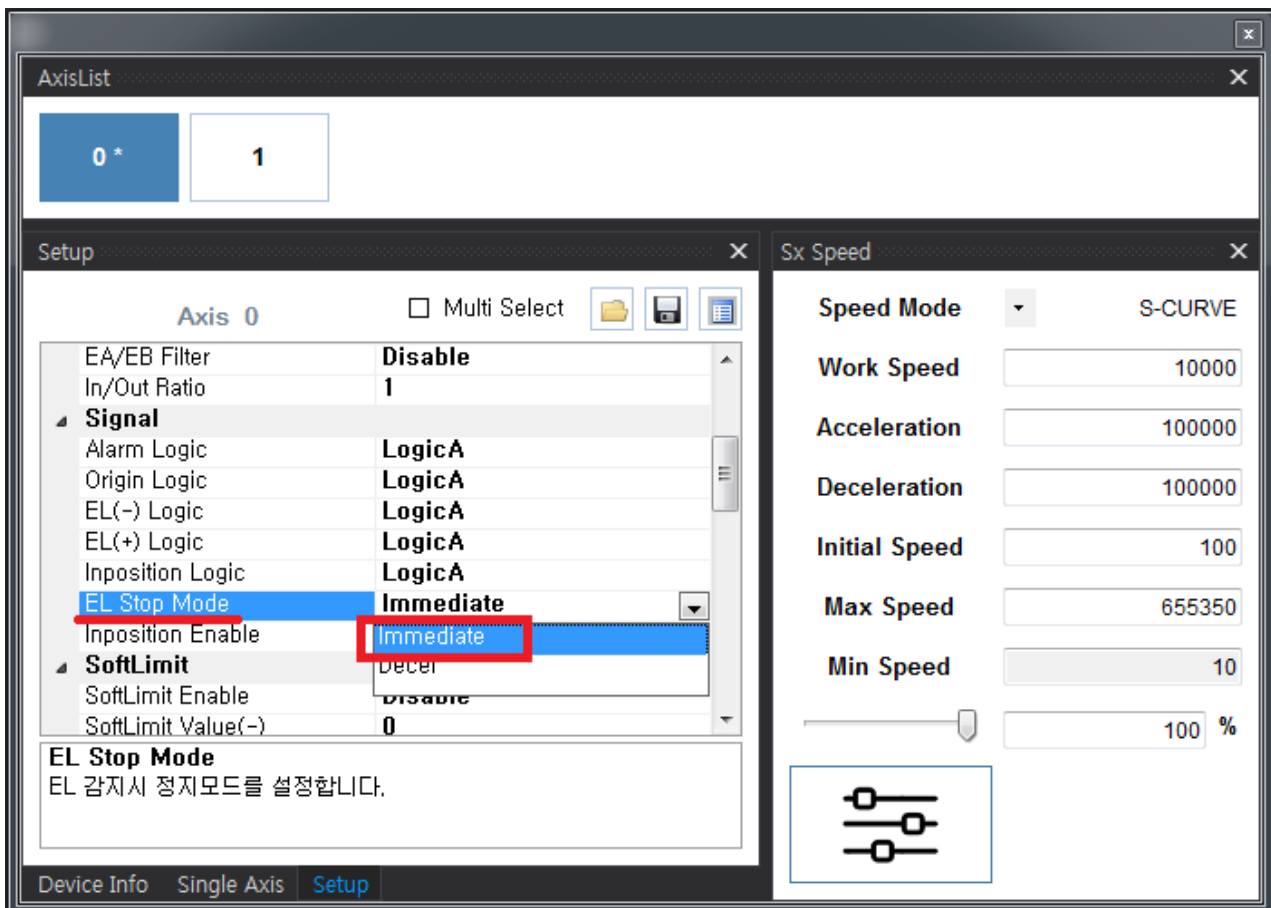 AxisList
0 *
1
Setup
Axis 0
Multi Select
EA/EB Filter Disable
In/Out Ratio 1
Signal
Alarm Logic LogicA
Origin Logic LogicA
EL(-) Logic LogicA
EL(+) Logic LogicA
Inposition Logic LogicA
EL Stop Mode Immediate
Inposition Enable Immediate
SoftLimit Decel
SoftLimit Enable Disable
SoftLimit Value(-) 0
EL Stop Mode
EL 감지시 정지모드를 설정합니다.
Device Info Single Axis Setup
Sx Speed
Speed Mode S-CURVE
Work Speed 10000
Acceleration 100000
Deceleration 100000
Initial Speed 100
Max Speed 655350
Min Speed 10
100 %